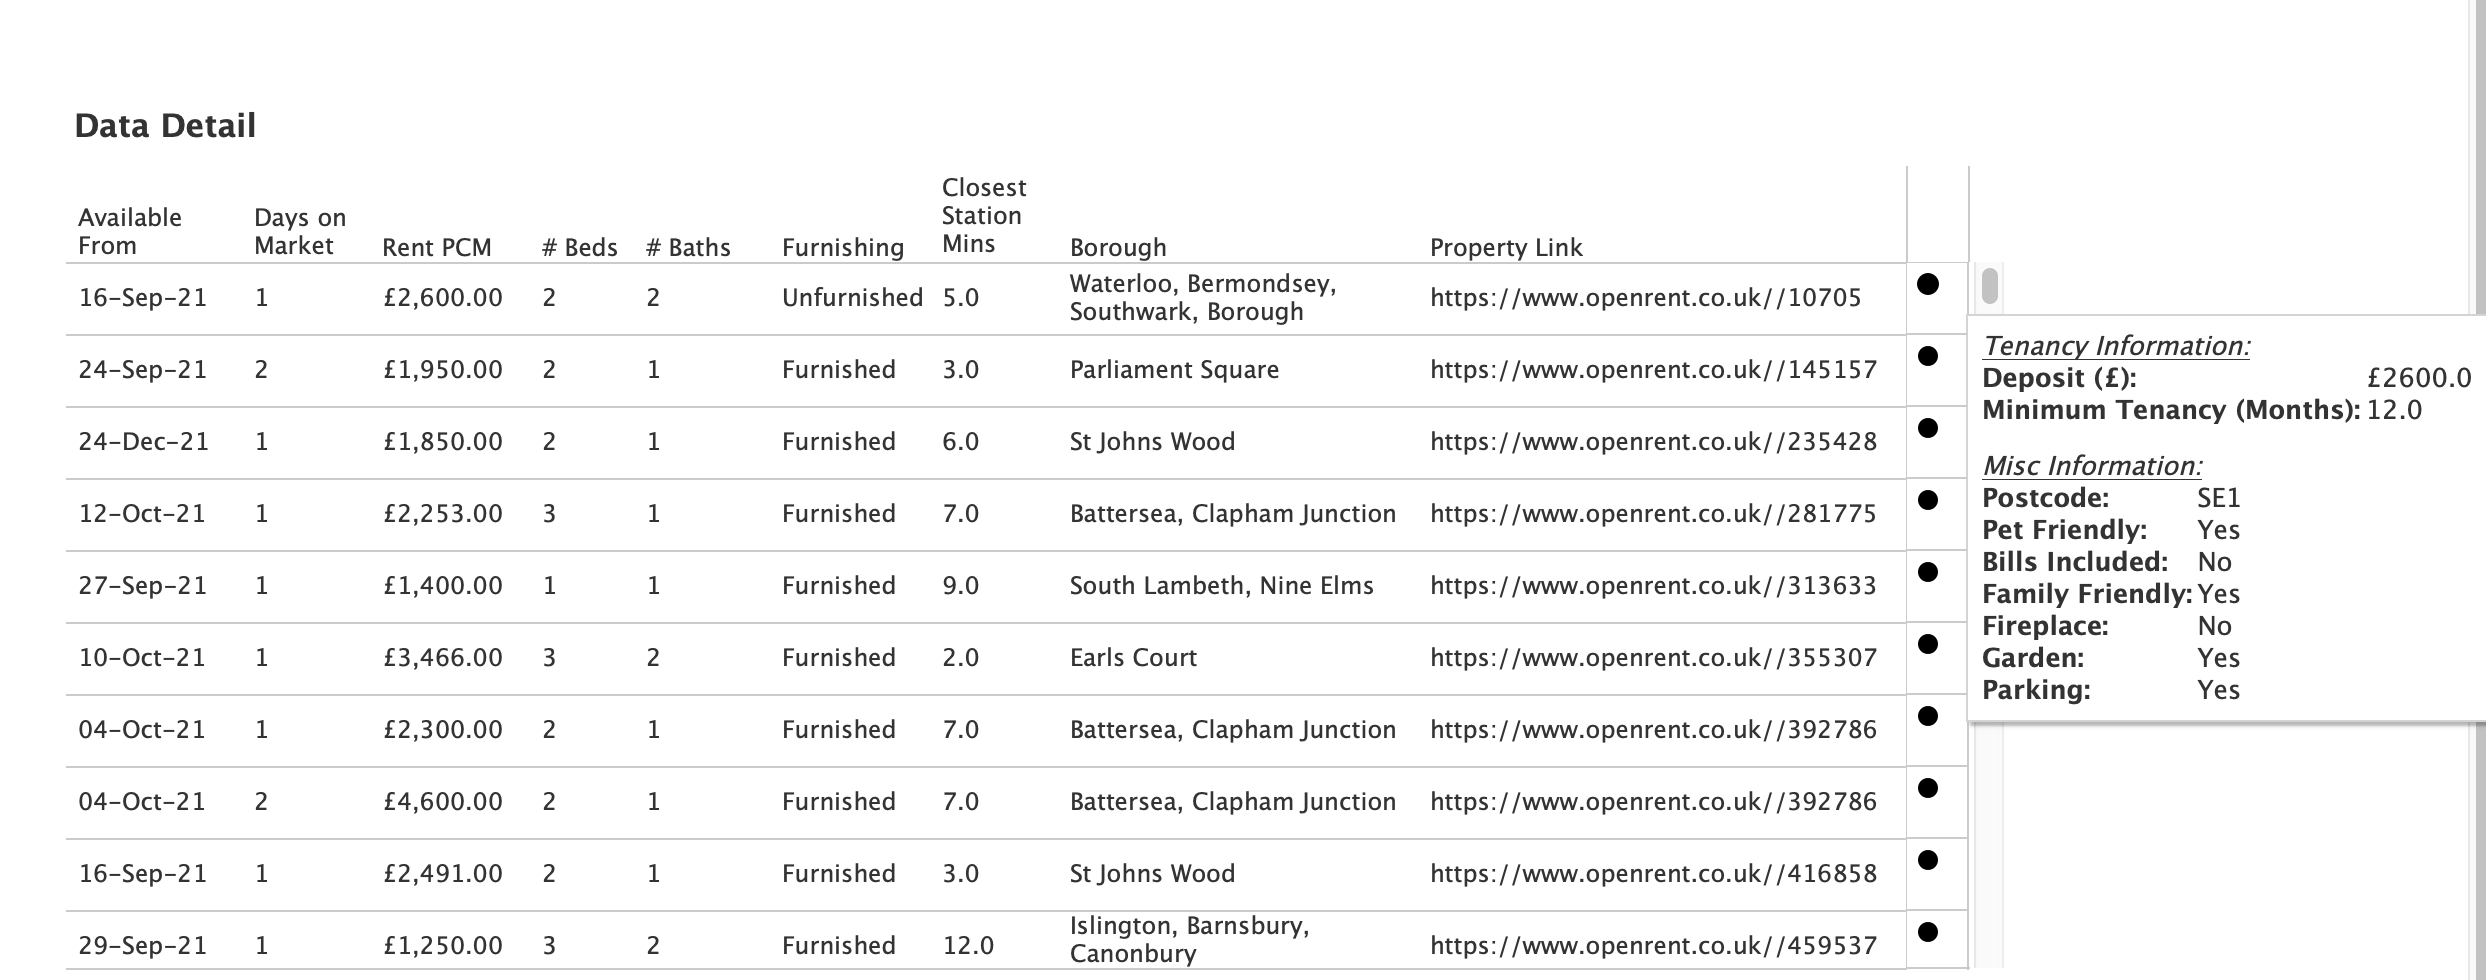 Data Detail
Available From	Days on Market	Rent PCM	# Beds	# Baths	Furnishing	Closest Station Mins	Borough	Property Link
16-Sep-21	1	£2,600.00	2	2	Unfurnished	5.0	Waterloo, Bermondsey, Southwark, Borough	https://www.openrent.co.uk//10705
24-Sep-21	2	£1,950.00	2	1	Furnished	3.0	Parliament Square	https://www.openrent.co.uk//145157
24-Dec-21	1	£1,850.00	2	1	Furnished	6.0	St Johns Wood	https://www.openrent.co.uk//235428
12-Oct-21	1	£2,253.00	3	1	Furnished	7.0	Battersea, Clapham Junction	https://www.openrent.co.uk//281775
27-Sep-21	1	£1,400.00	1	1	Furnished	9.0	South Lambeth, Nine Elms	https://www.openrent.co.uk//313633
10-Oct-21	1	£3,466.00	3	2	Furnished	2.0	Earls Court	https://www.openrent.co.uk//355307
04-Oct-21	1	£2,300.00	2	1	Furnished	7.0	Battersea, Clapham Junction	https://www.openrent.co.uk//392786
04-Oct-21	2	£4,600.00	2	1	Furnished	7.0	Battersea, Clapham Junction	https://www.openrent.co.uk//392786
16-Sep-21	1	£2,491.00	2	1	Furnished	3.0	St Johns Wood	https://www.openrent.co.uk//416858
29-Sep-21	1	£1,250.00	3	2	Furnished	12.0	Islington, Barnsbury, Canonbury	https://www.openrent.co.uk//459537
Tenancy Information:
Deposit (£): £2600.0
Minimum Tenancy (Months): 12.0
Misc Information:
Postcode: SE1
Pet Friendly: Yes
Bills Included: No
Family Friendly: Yes
Fireplace: No
Garden: Yes
Parking: Yes